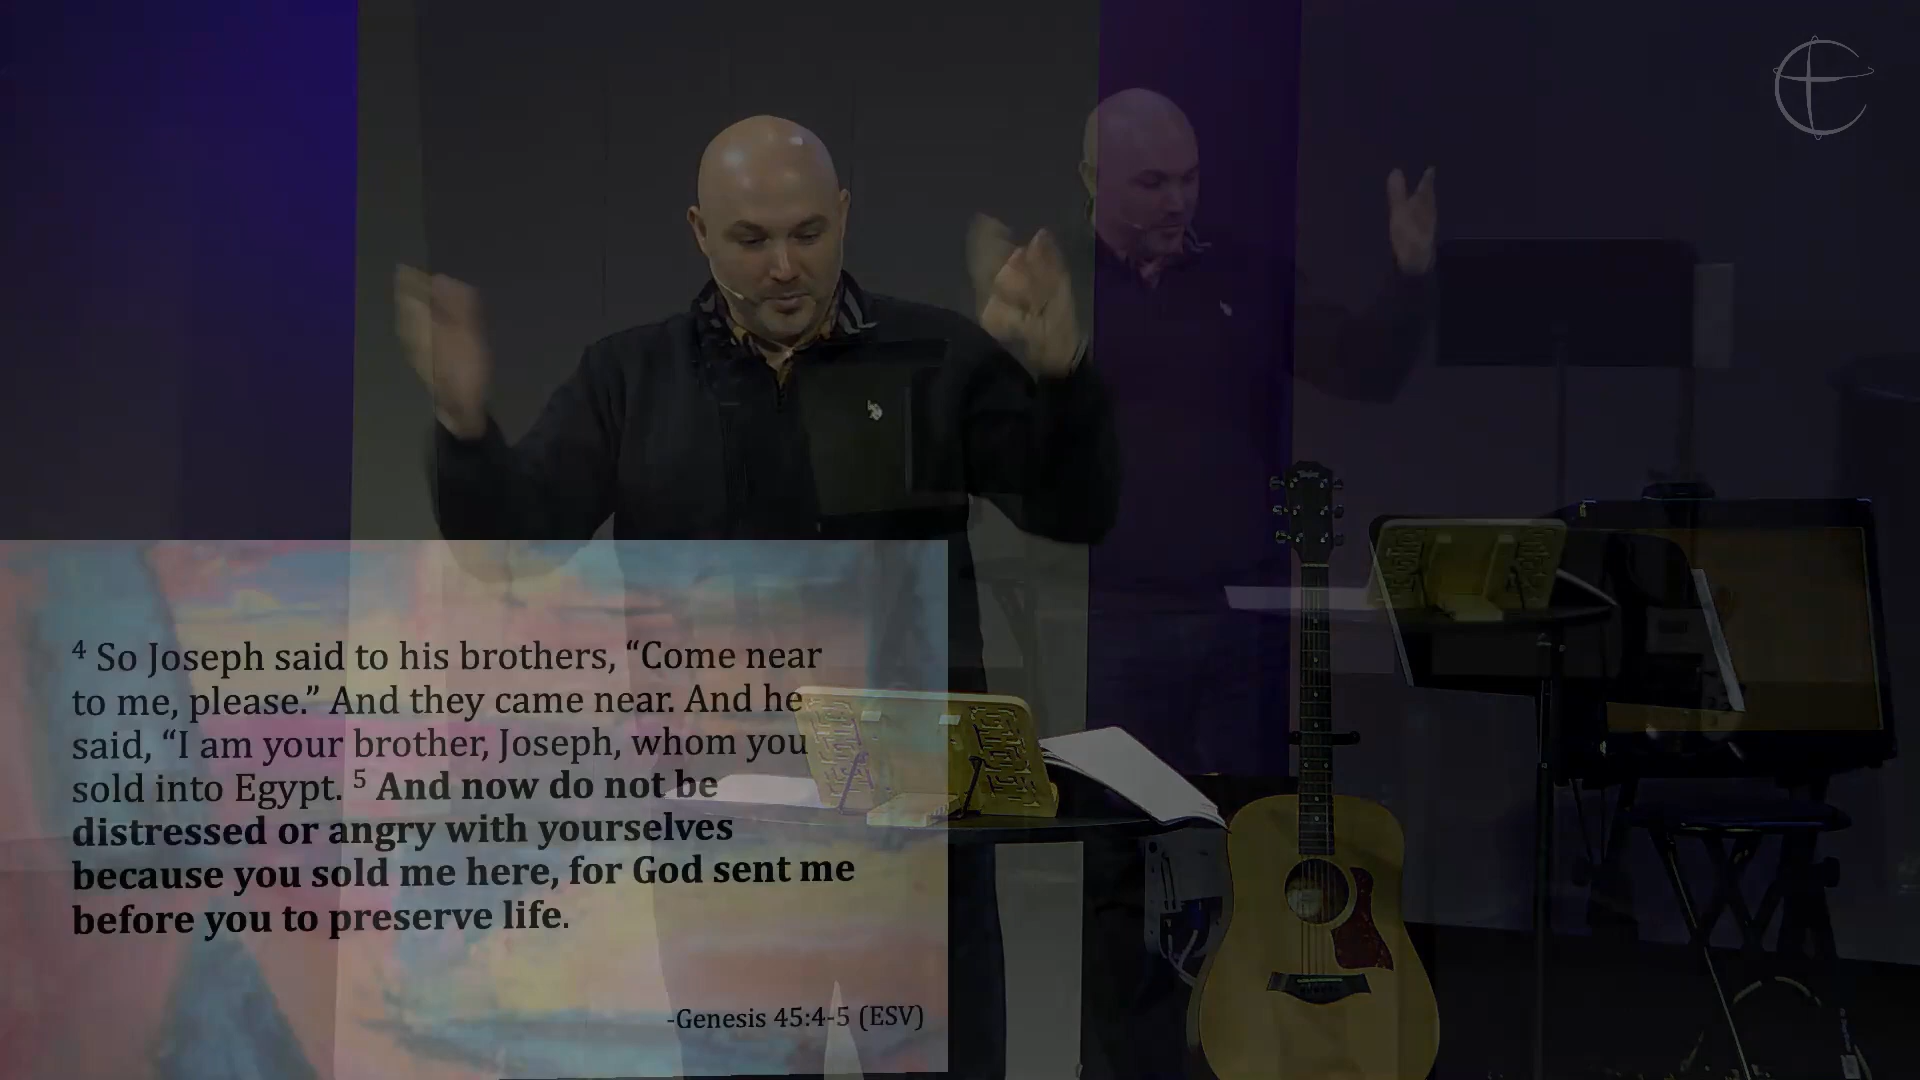 ⁴ So Joseph said to his brothers, “Come near
to me, please.” And they came near. And he
said, “I am your brother, Joseph, whom you
sold into Egypt. ⁵ And now do not be
distressed or angry with yourselves
because you sold me here, for God sent me
before you to preserve life.
-Genesis 45:4-5 (ESV)